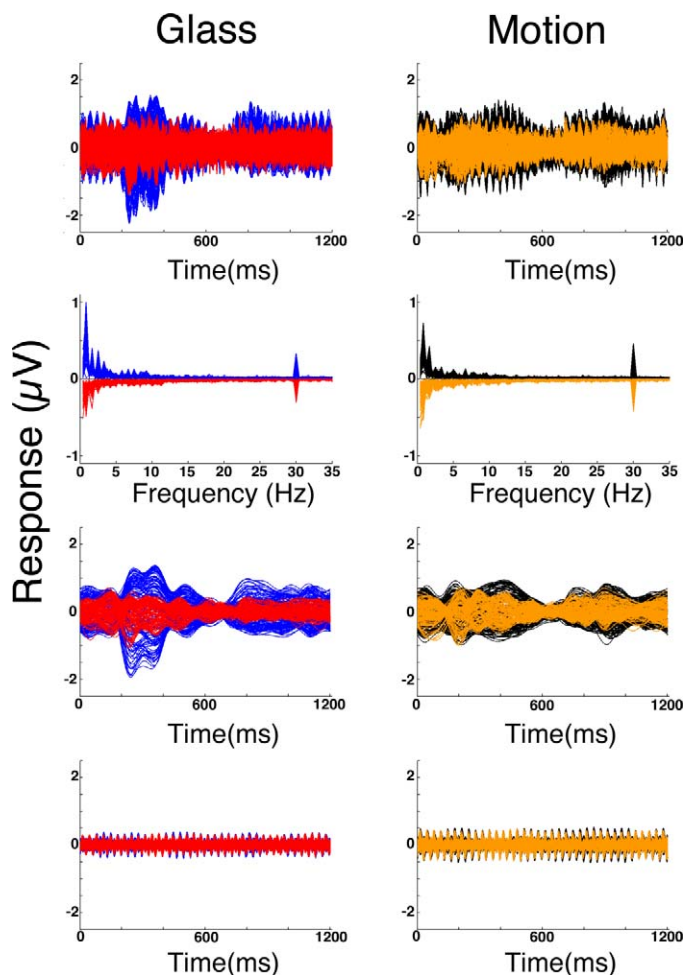 Glass Motion
2 2
0 0
-2 -2
0 600 1200 0 600 1200
Time(ms) Time(ms)
1 1
0 0
-1 -1
0 5 10 15 20 25 30 35 0 5 10 15 20 25 30 35
Frequency (Hz) Frequency (Hz)
Response (μV)
2 2
0 0
-2 -2
0 600 1200 0 600 1200
Time(ms) Time(ms)
2 2
0 0
-2 -2
0 600 1200 0 600 1200
Time(ms) Time(ms)